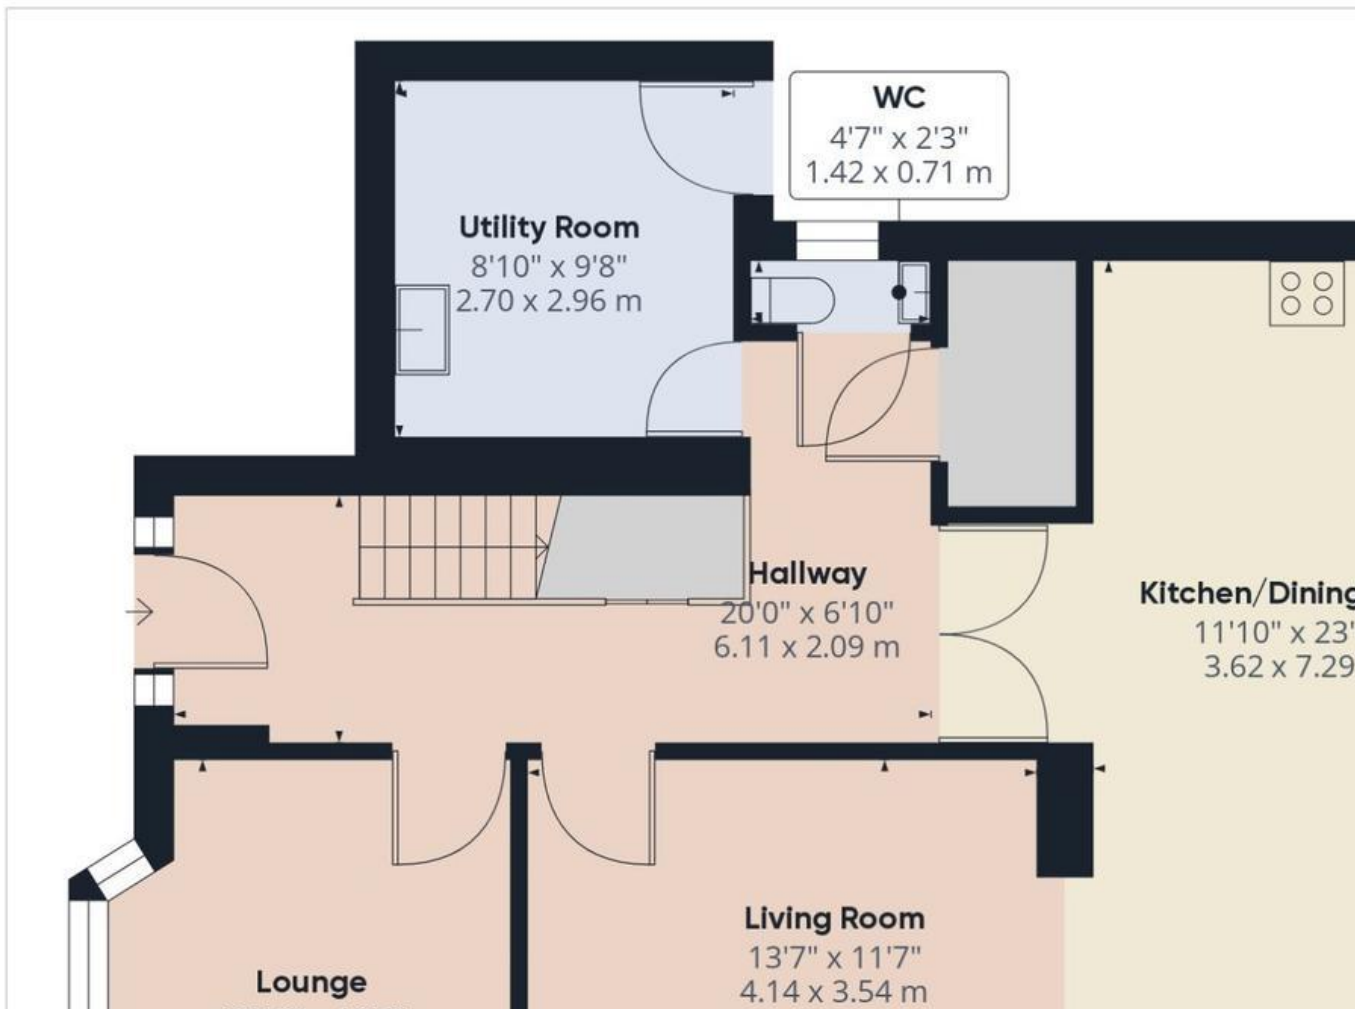 WC
4'7" x 2'3"
1.42 x 0.71 m
Utility Room
8'10" x 9'8"
2.70 x 2.96 m
Hallway
20'0" x 6'10"
6.11 x 2.09 m
Kitchen/Dining
11'10" x 23'
3.62 x 7.29
Living Room
13'7" x 11'7"
4.14 x 3.54 m
Lounge